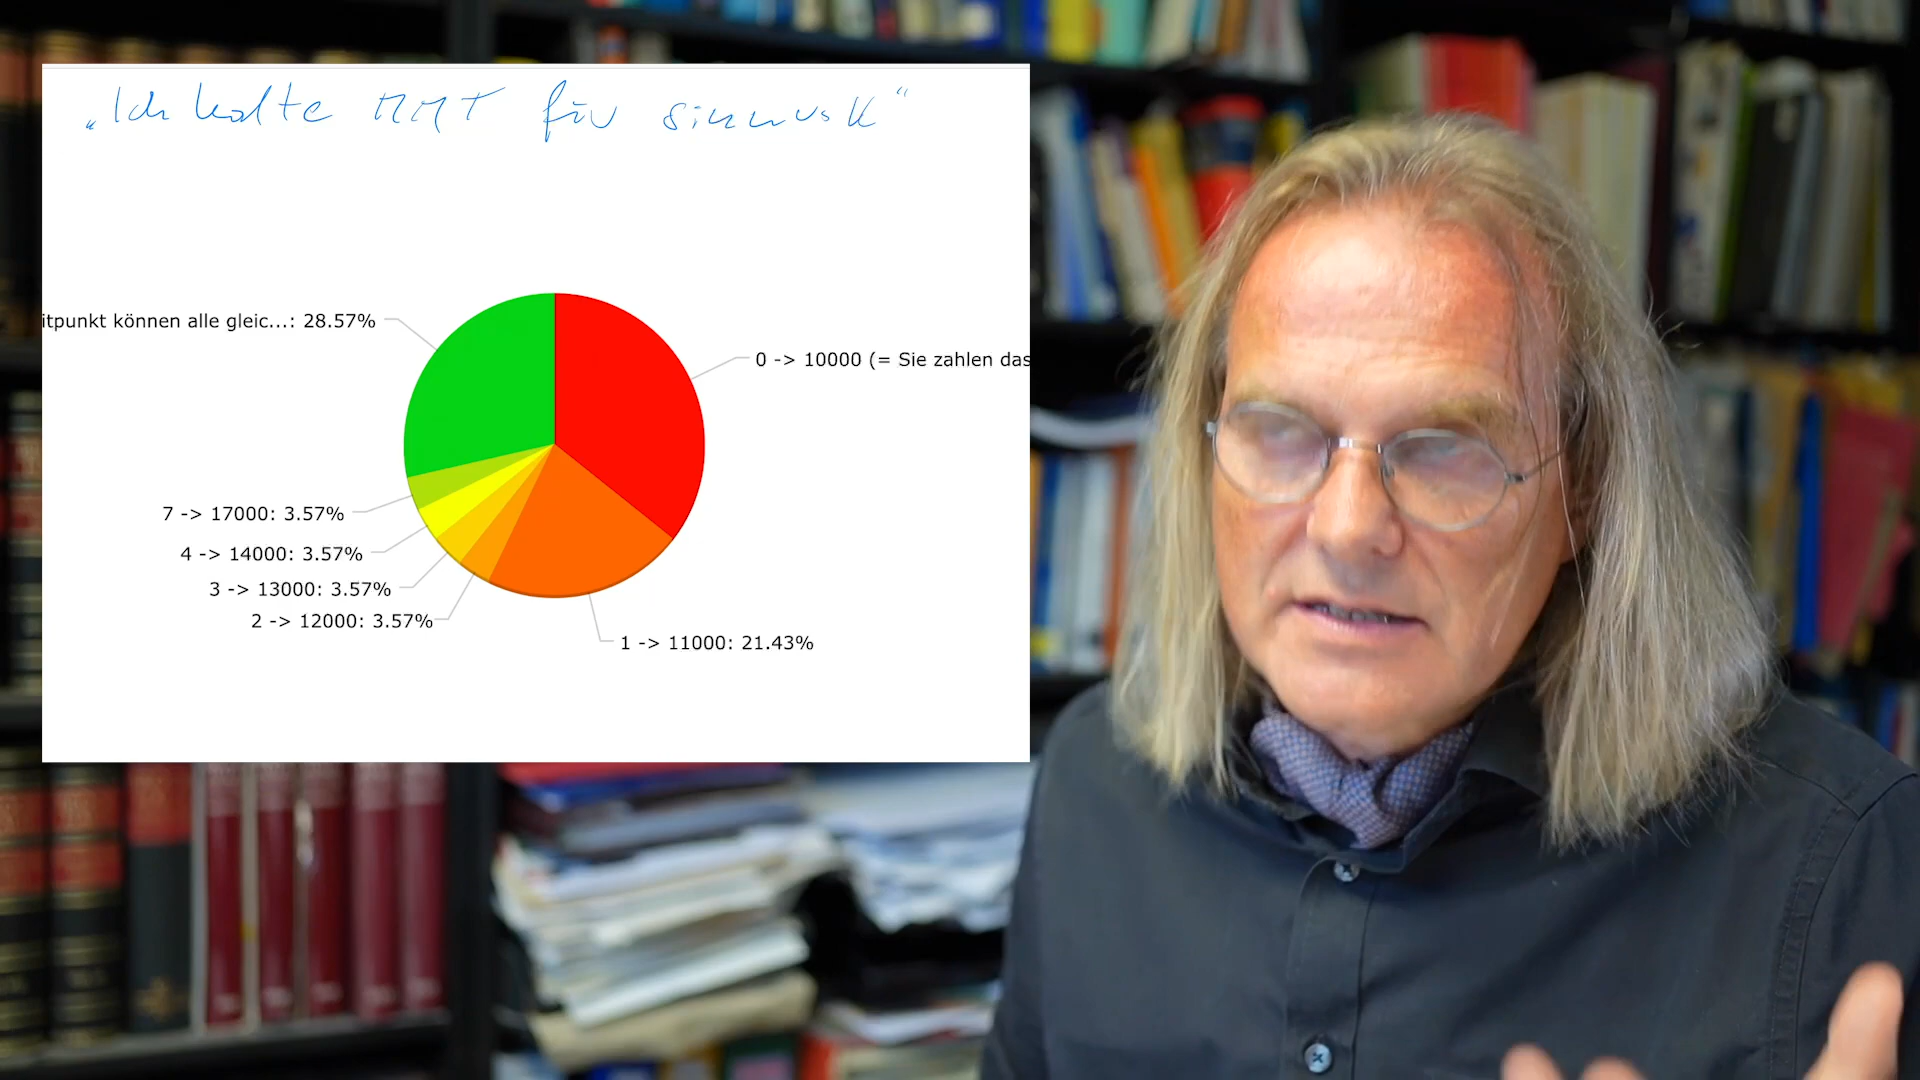 „Ich halte MMT für sinnvoll“
itpunkt können alle gleic...: 28.57%
0 -> 10000 (= Sie zahlen das
7 -> 17000: 3.57%
4 -> 14000: 3.57%
3 -> 13000: 3.57%
2 -> 12000: 3.57%
1 -> 11000: 21.43%